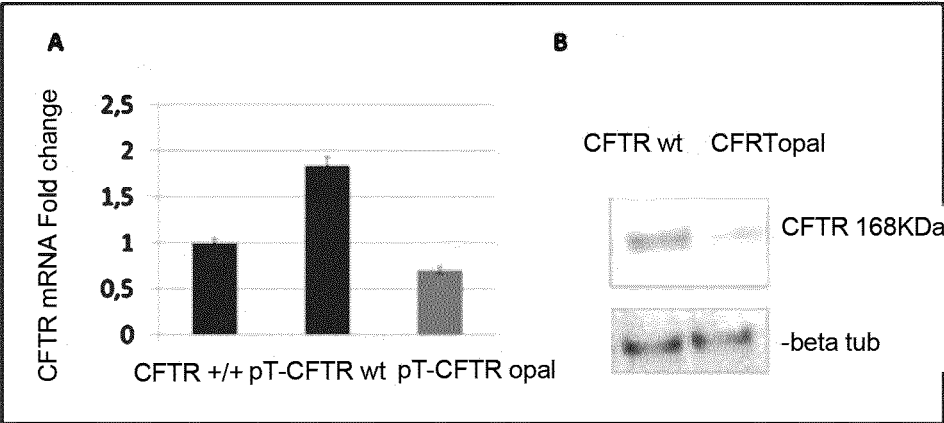 A
CFTR mRNA Fold change
2,5
2
1,5
1
0,5
0
CFTR +/+ pT-CFTR wt pT-CFTR opal
B
CFTR wt CFRTopal
CFTR 168KDa
-beta tub